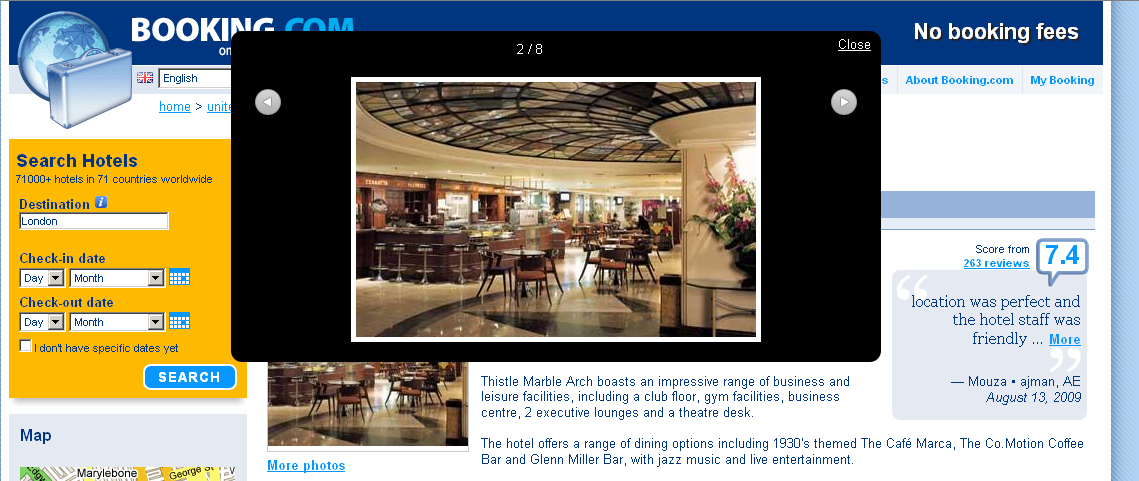 BOOKING.COM
on
No booking fees
2 / 8
Close
English
s
About Booking.com
My Booking
home > unite
Search Hotels
71000+ hotels in 71 countries worldwide
Destination i
London
Check-in date
Day
Month
Check-out date
Day
Month
I don't have specific dates yet
SEARCH
Map
Marylebone
George St
More photos
Score from
263 reviews
7.4
“
location was perfect and
the hotel staff was
friendly ... More
”
— Mouza • ajman, AE
August 13, 2009
Thistle Marble Arch boasts an impressive range of business and
leisure facilities, including a club floor, gym facilities, business
centre, 2 executive lounges and a theatre desk.
The hotel offers a range of dining options including 1930's themed The Café Marca, The Co.Motion Coffee
Bar and Glenn Miller Bar, with jazz music and live entertainment.